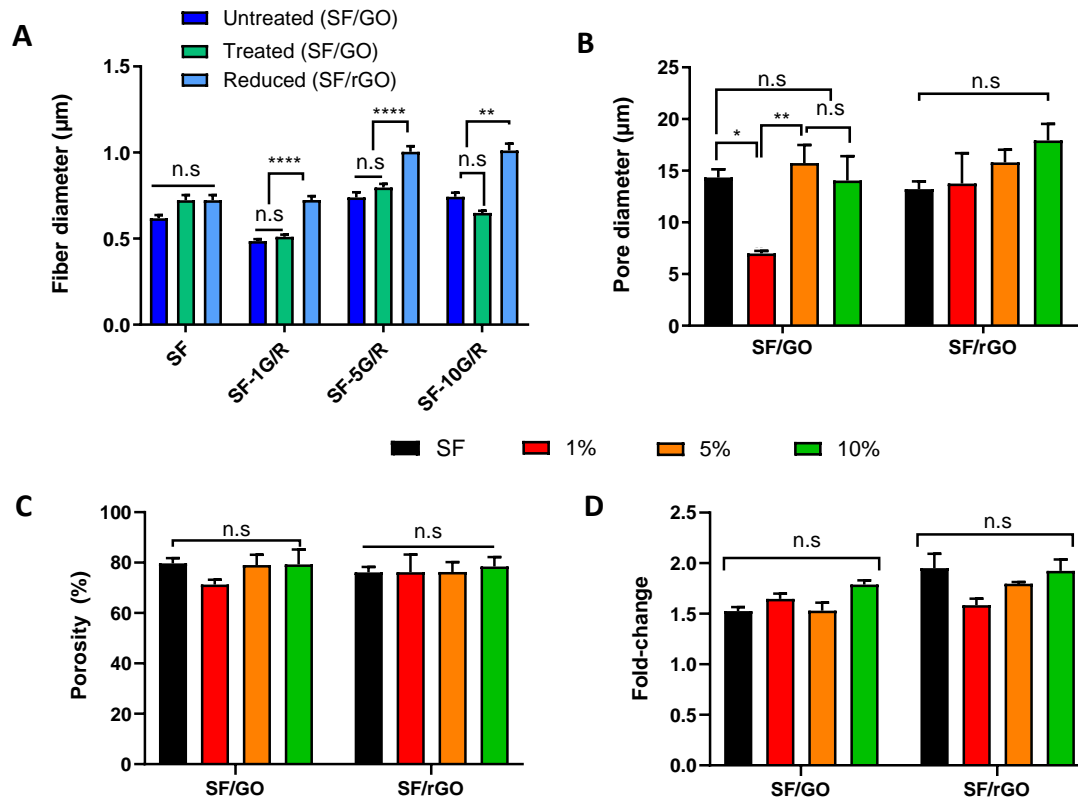 A
Untreated (SF/GO)
Treated (SF/GO)
Reduced (SF/rGO)
Fiber diameter (µm)
1.5
1.0
0.5
0.0
n.s
n.s
****
n.s
****
n.s
**
SF
SF-1G/R
SF-5G/R
SF-10G/R
B
Pore diameter (µm)
25
20
15
10
5
0
n.s
*
**
n.s
n.s
SF/GO
SF/rGO
SF
1%
5%
10%
C
Porosity (%)
100
80
60
40
20
0
n.s
n.s
SF/GO
SF/rGO
D
Fold-change
2.5
2.0
1.5
1.0
0.5
0.0
n.s
n.s
SF/GO
SF/rGO